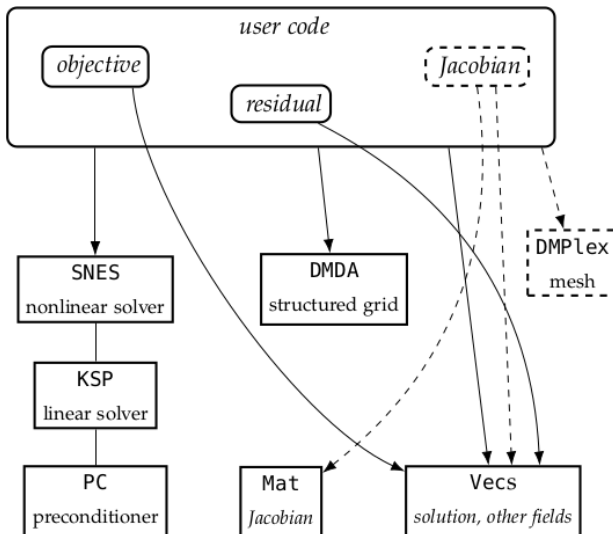 user code
objective
Jacobian
residual
SNES
nonlinear solver
DMDA
structured grid
DMPlex
mesh
KSP
linear solver
PC
preconditioner
Mat
Jacobian
Vecs
solution, other fields